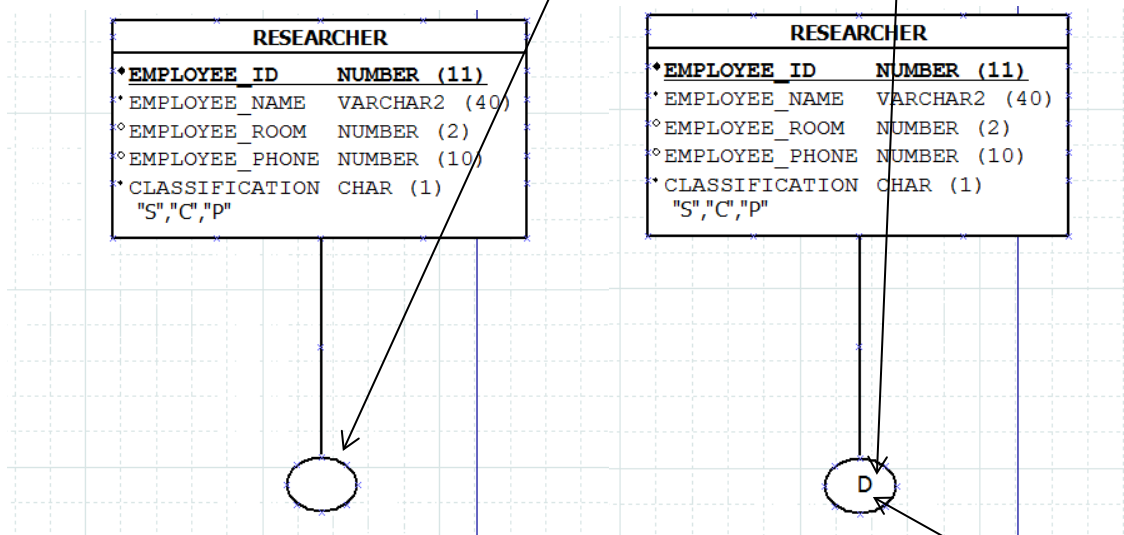 RESEARCHER
EMPLOYEE_ID NUMBER (11)
EMPLOYEE_NAME VARCHAR2 (40)
EMPLOYEE_ROOM NUMBER (2)
EMPLOYEE_PHONE NUMBER (10)
CLASSIFICATION CHAR (1)
"S","C","P"
RESEARCHER
EMPLOYEE_ID NUMBER (11)
EMPLOYEE_NAME VARCHAR2 (40)
EMPLOYEE_ROOM NUMBER (2)
EMPLOYEE_PHONE NUMBER (10)
CLASSIFICATION CHAR (1)
"S","C","P"
D